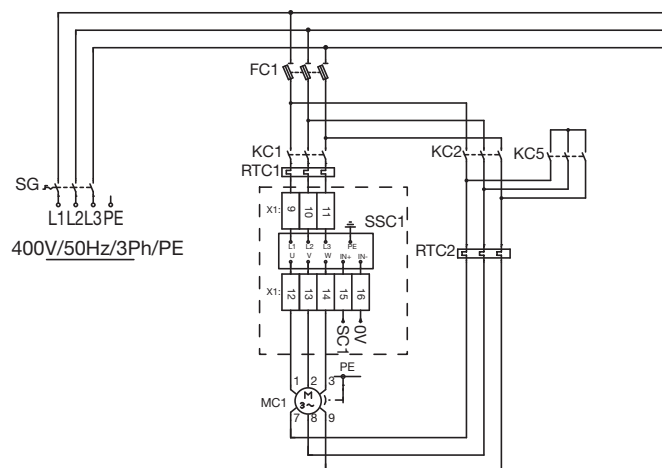 FC1
KC1
KC2
KC5
RTC1
SG
X1: 9 10 11
SSC1
L1L2L3PE
L1 L2 L3 PE
U V W IN+ IN-
400V/50Hz/3Ph/PE
RTC2
X1: 12 13 14 15 16
SC1 0V
1 2 3 PE
MC1
M
3~
7 8 9